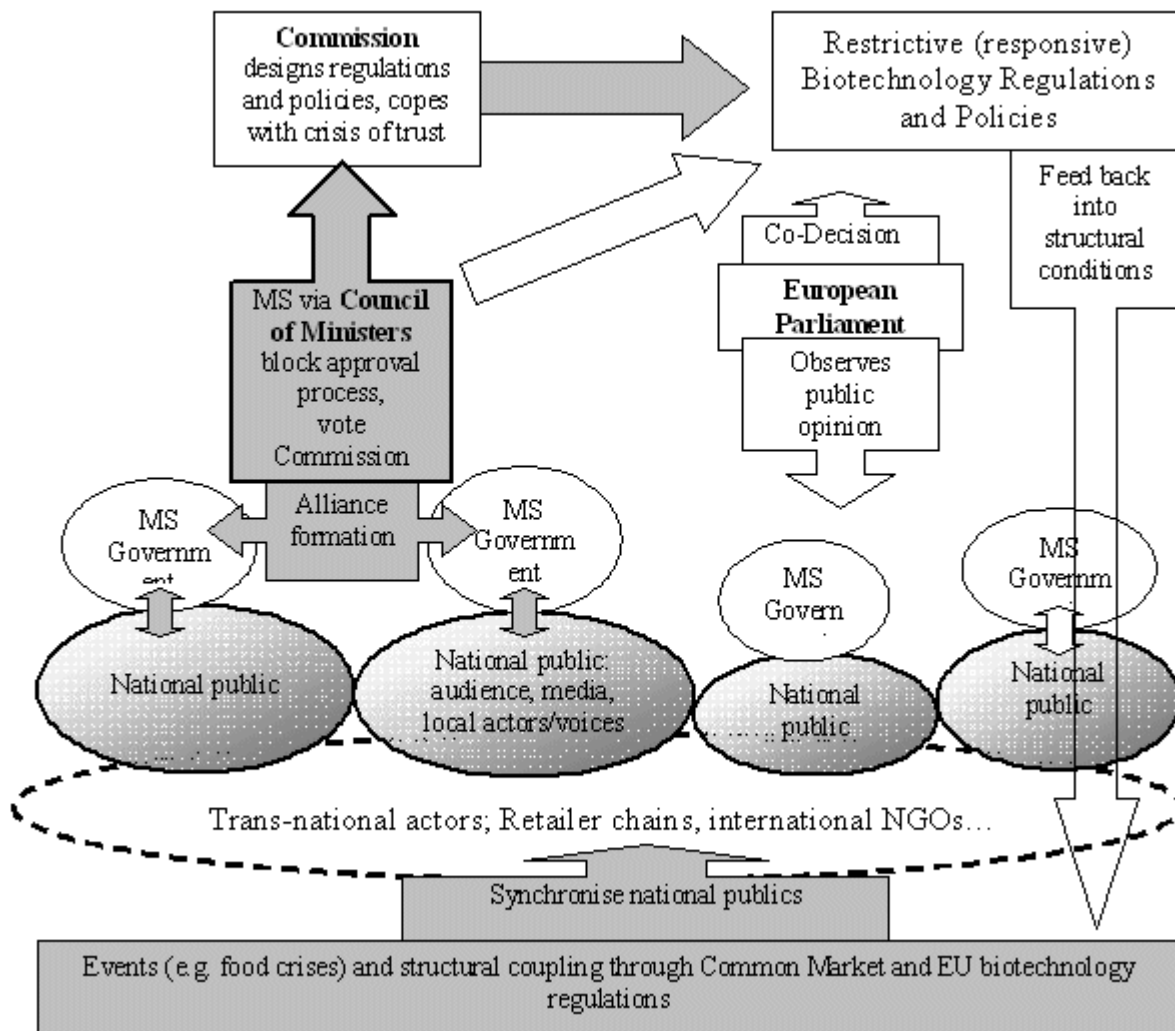 Commission
designs regulations
and policies, copes
with crisis of trust
Restrictive (responsive)
Biotechnology Regulations
and Policies
Feed back
into
structural
conditions
Co-Decision
European
Parliament
Observes
public
opinion
MS via Council
of Ministers
block approval
process,
vote
Commission
Alliance
formation
MS
Governm
ent
MS
Governm
ent
MS
Govern
MS
Governm
National public
National public:
audience, media,
local actors/voices
National
public
National
public
Trans-national actors; Retailer chains, international NGOs…
Synchronise national publics
Events (e.g. food crises) and structural coupling through Common Market and EU biotechnology
regulations